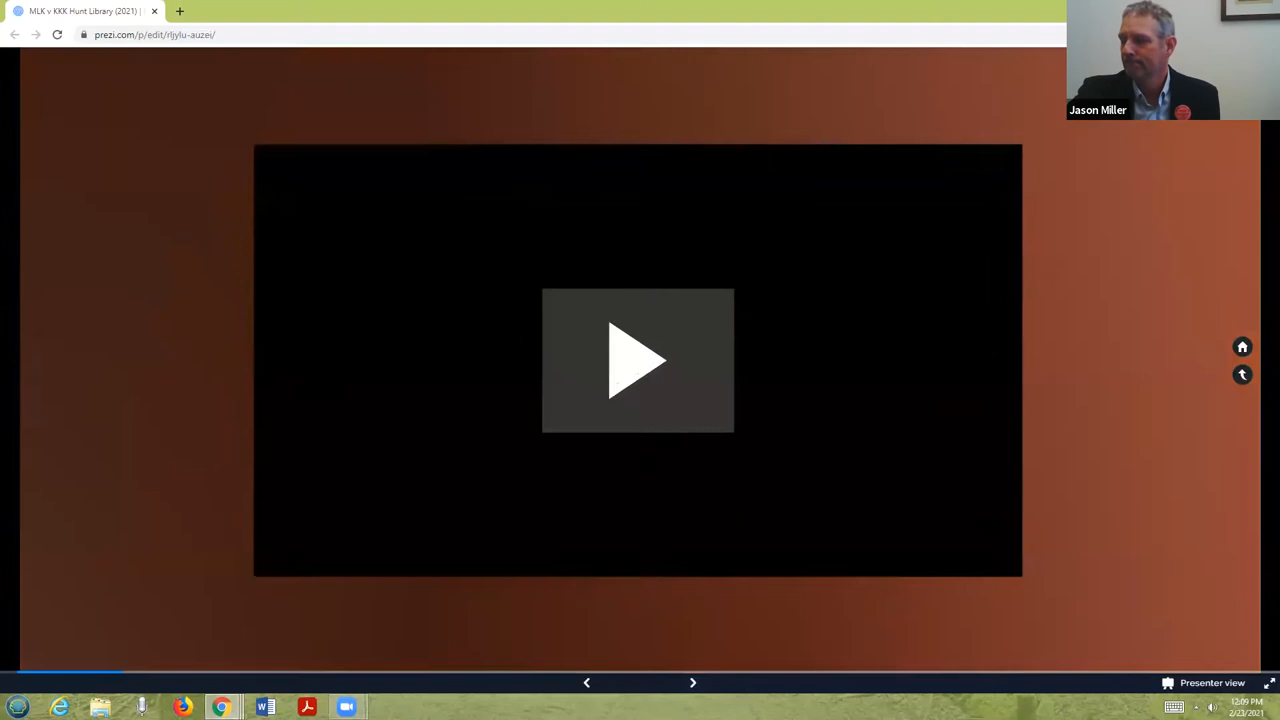 MLK v KKK Hunt Library (2021) |
prezi.com/p/edit/rljylu-auzei/
Jason Miller
Presenter view
12:09 PM
2/23/2021